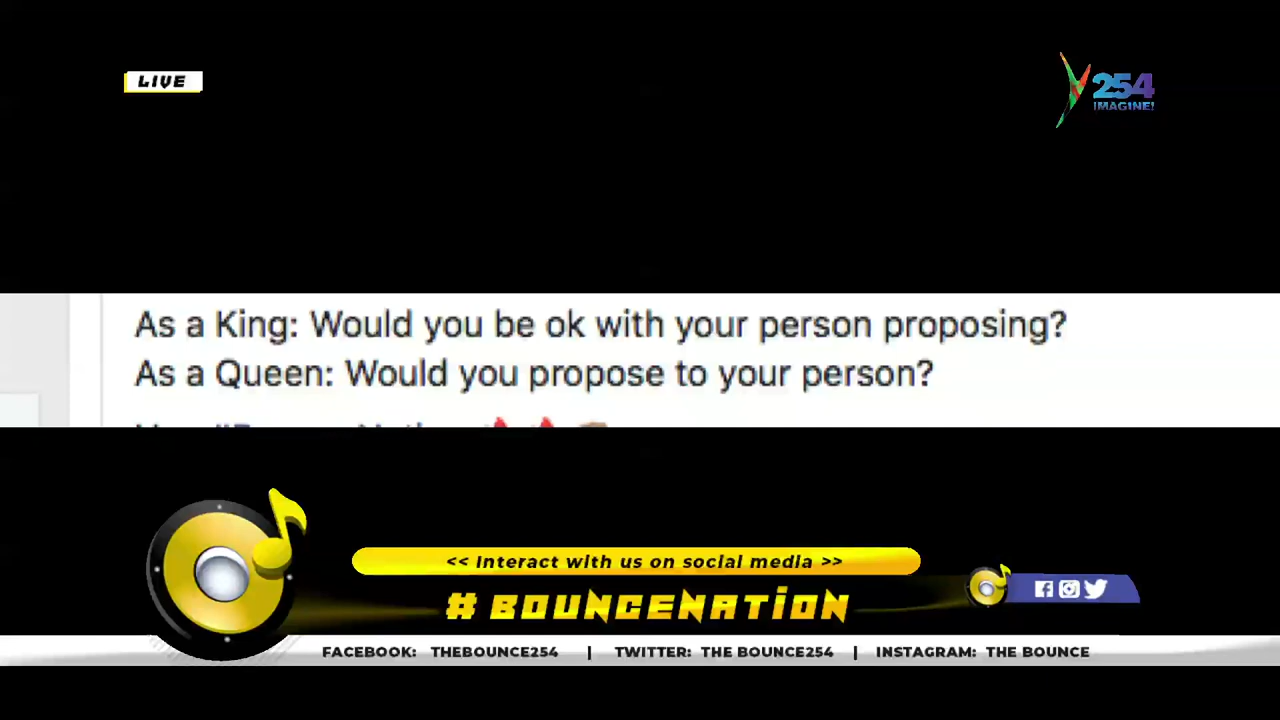 LIVE
254
IMAGINE!
As a King: Would you be ok with your person proposing?
As a Queen: Would you propose to your person?
<< Interact with us on social media >>
# BOUNCENATION
FACEBOOK: THEBOUNCE254 | TWITTER: THE BOUNCE254 | INSTAGRAM: THE BOUNCE